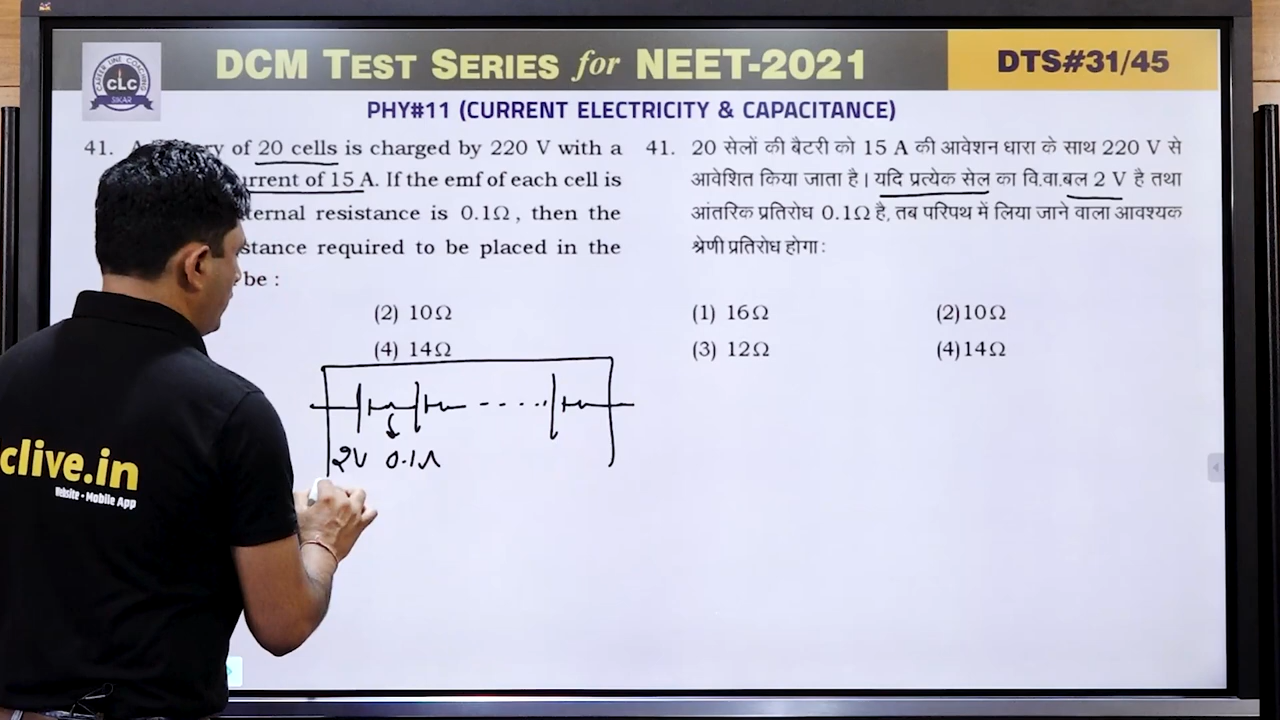 DCM TEST SERIES for NEET-2021
DTS#31/45
CAREER LINE COACHING
CLC
SIKAR
PHY#11 (CURRENT ELECTRICITY & CAPACITANCE)
41. of 20 cells is charged by 220 V with a
of 15 A. If the emf of each cell is
resistance is 0.1Ω, then the
required to be placed in the
be :
(2) 10Ω
(4) 14Ω
2V 0.1Ω
41. 20 सेलों की बैटरी को 15 A की आवेशन धारा के साथ 220 V से
आवेशित किया जाता है। यदि प्रत्येक सेल का वि.वा.बल 2 V है तथा
आंतरिक प्रतिरोध 0.1Ω है, तब परिपथ में लिया जाने वाला आवश्यक
श्रेणी प्रतिरोध होगा :
(1) 16Ω (2)10Ω
(3) 12Ω (4)14Ω
clive.in
Website • Mobile App